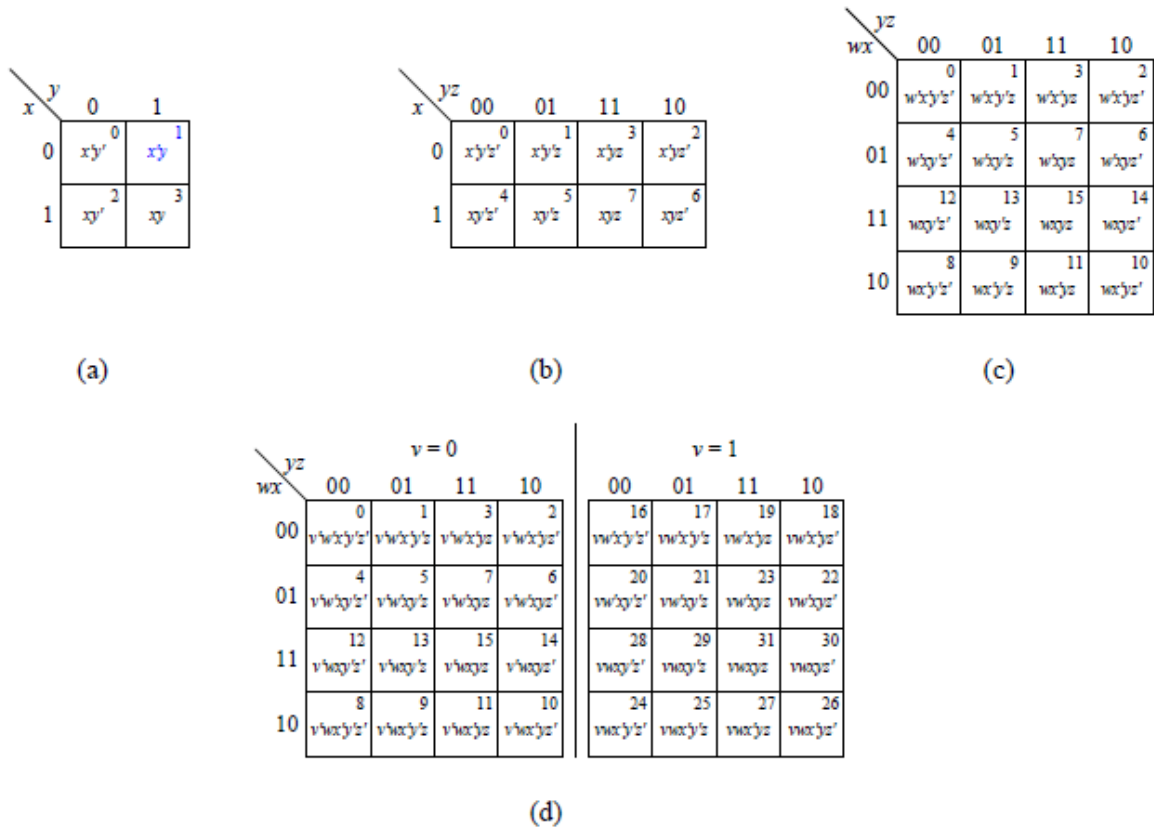 y
x 0 1
0 x'y' 0 x'y 1
1 xy' 2 xy 3
(a)
yz
x 00 01 11 10
0 x'y'z' 0 x'y'z 1 x'yz 3 x'yz' 2
1 xy'z' 4 xy'z 5 xyz 7 xyz' 6
(b)
yz
wx 00 01 11 10
00 w'x'y'z' 0 w'x'y'z 1 w'x'yz 3 w'x'yz' 2
01 w'xy'z' 4 w'xy'z 5 w'xyz 7 w'xyz' 6
11 wxy'z' 12 wxy'z 13 wxyz 15 wxyz' 14
10 wx'y'z' 8 wx'y'z 9 wx'yz 11 wx'yz' 10
(c)
v = 0 v = 1
yz
wx 00 01 11 10 00 01 11 10
00 v'w'x'y'z' 0 v'w'x'y'z 1 v'w'x'yz 3 v'w'x'yz' 2 vw'x'y'z' 16 vw'x'y'z 17 vw'x'yz 19 vw'x'yz' 18
01 v'w'xy'z' 4 v'w'xy'z 5 v'w'xyz 7 v'w'xyz' 6 vw'xy'z' 20 vw'xy'z 21 vw'xyz 23 vw'xyz' 22
11 v'wxy'z' 12 v'wxy'z 13 v'wxyz 15 v'wxyz' 14 vwxy'z' 28 vwxy'z 29 vwxyz 31 vwxyz' 30
10 v'wx'y'z' 8 v'wx'y'z 9 v'wx'yz 11 v'wx'yz' 10 vwx'y'z' 24 vwx'y'z 25 vwx'yz 27 vwx'yz' 26
(d)